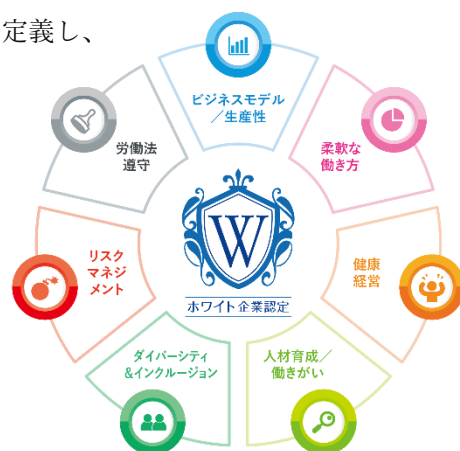 定義し、
ビジネスモデル
／生産性
柔軟な
働き方
健康
経営
人材育成／
働きがい
ダイバーシティ
&インクルージョン
リスク
マネジ
メント
労働法
遵守
W
ホワイト企業認定